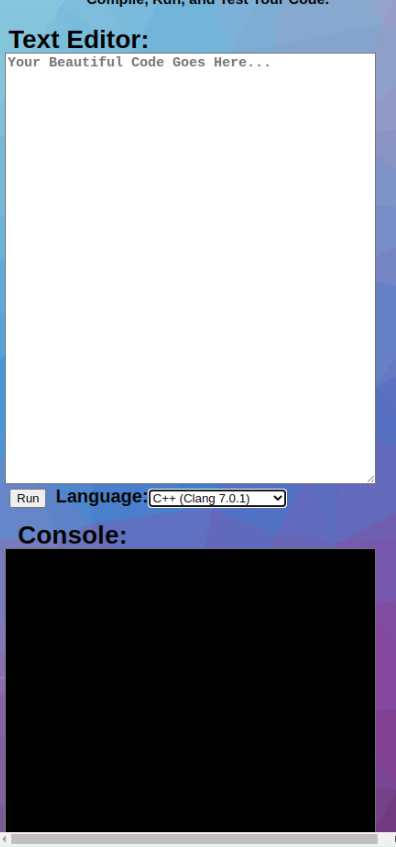 Compile, Run, and Test Your Code.
Text Editor:
Your Beautiful Code Goes Here...
Run Language: C++ (Clang 7.0.1)
Console: